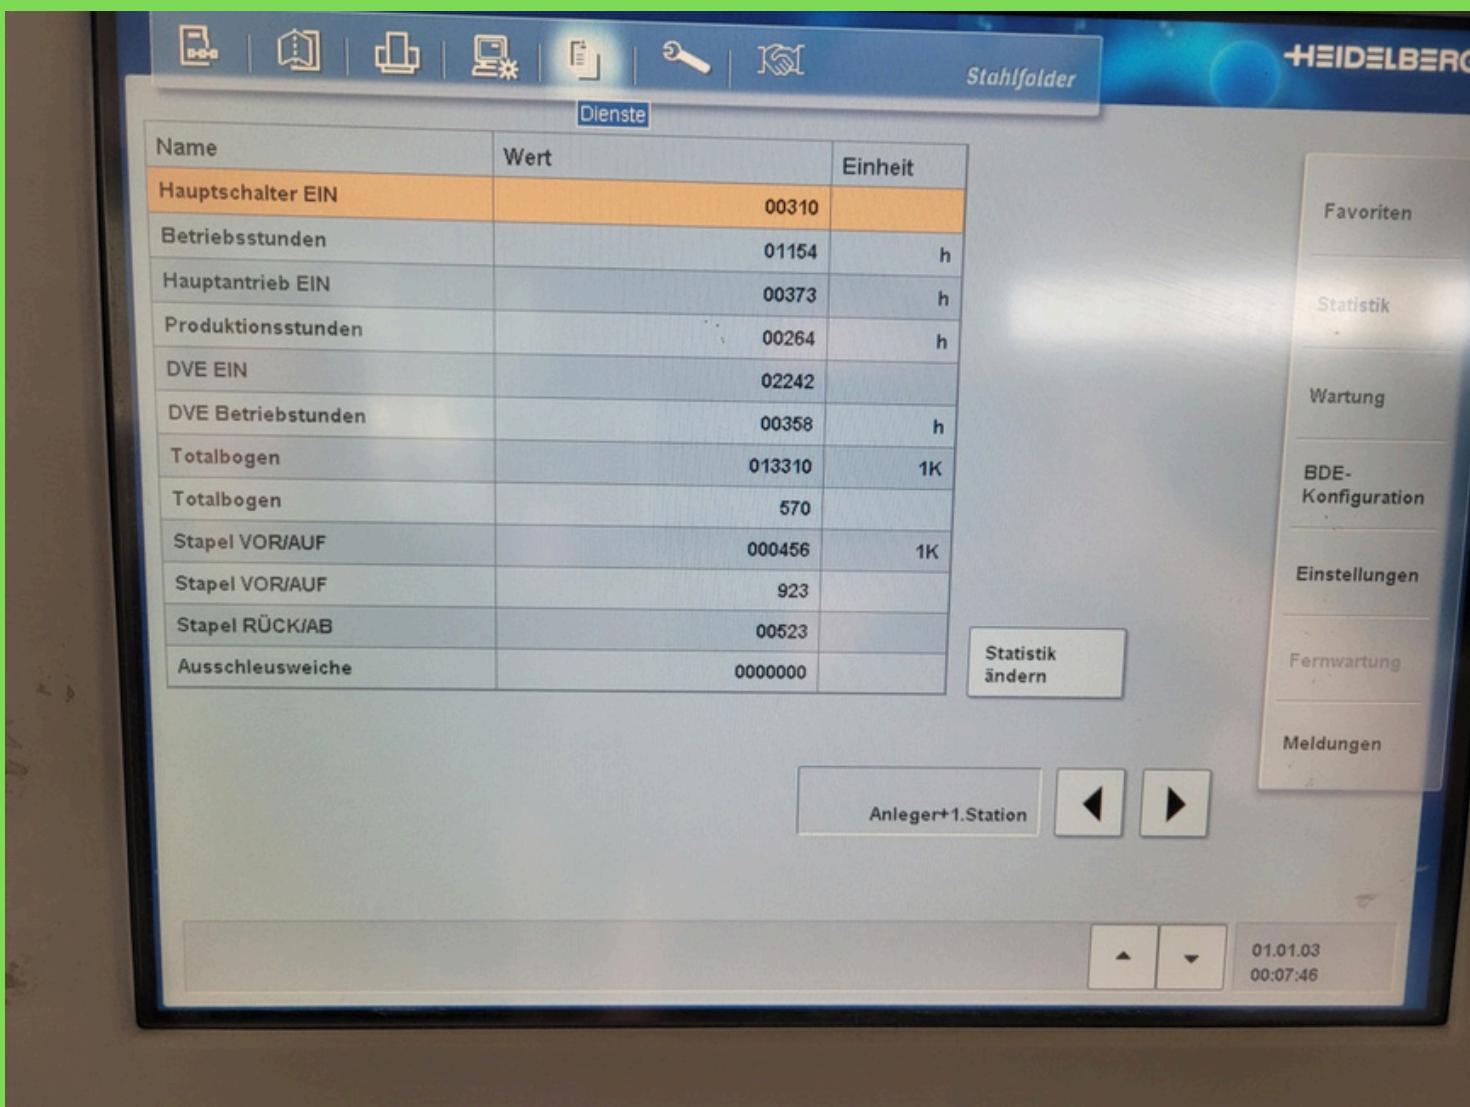 Stahlfolder
HEIDELBERG
Dienste
Name Wert Einheit
Hauptschalter EIN 00310
Betriebsstunden 01154 h
Hauptantrieb EIN 00373 h
Produktionsstunden 00264 h
DVE EIN 02242
DVE Betriebstunden 00358 h
Totalbogen 013310 1K
Totalbogen 570
Stapel VOR/AUF 000456 1K
Stapel VOR/AUF 923
Stapel RÜCK/AB 00523
Ausschleusweiche 0000000
Statistik
ändern
Anleger+1.Station
Favoriten
Statistik
Wartung
BDE-
Konfiguration
Einstellungen
Fernwartung
Meldungen
01.01.03
00:07:46